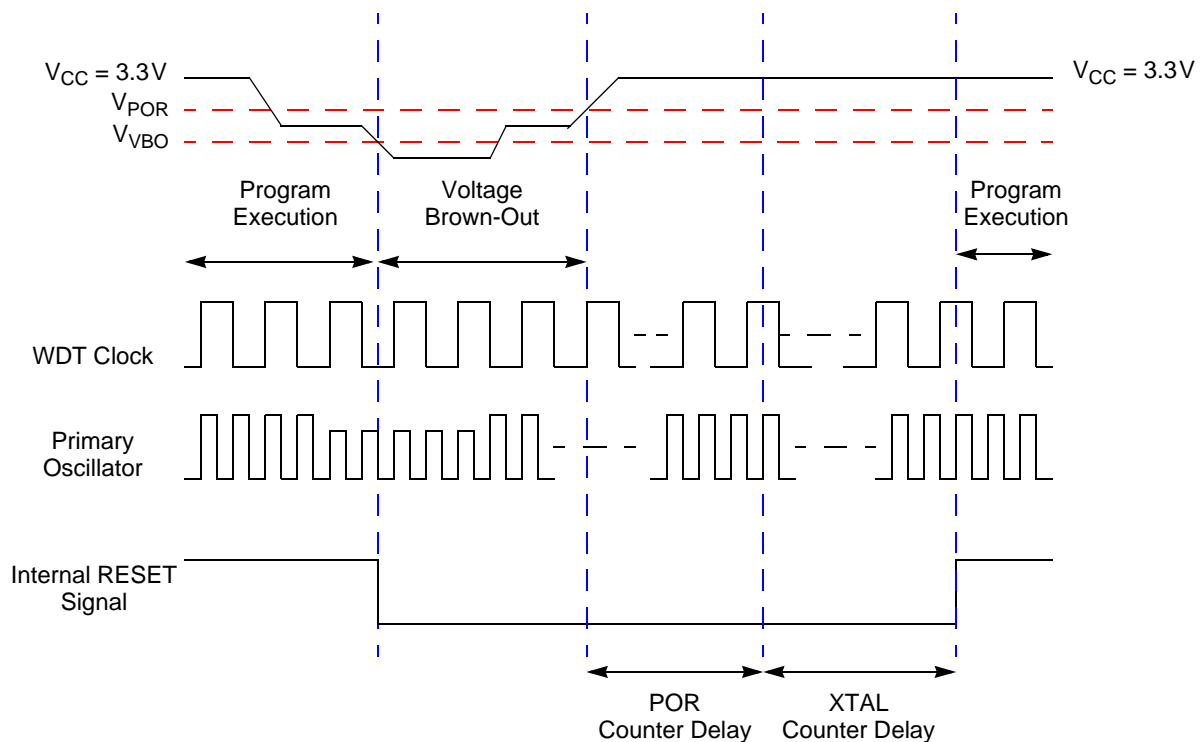 VCC = 3.3V
VCC = 3.3V
VPOR
VVBO
Program
Execution
Voltage
Brown-Out
Program
Execution
WDT Clock
Primary
Oscillator
Internal RESET
Signal
POR
Counter Delay
XTAL
Counter Delay